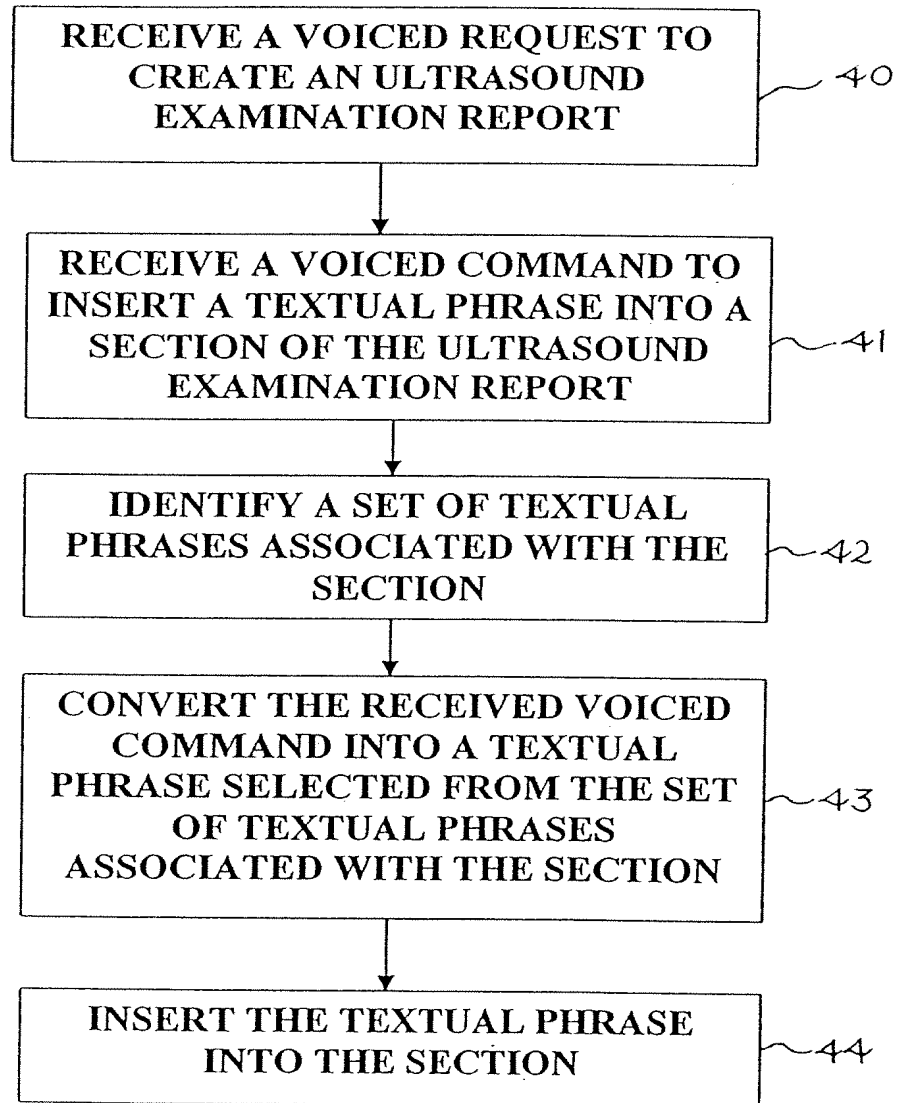 RECEIVE A VOICED REQUEST TO
CREATE AN ULTRASOUND
EXAMINATION REPORT
40
RECEIVE A VOICED COMMAND TO
INSERT A TEXTUAL PHRASE INTO A
SECTION OF THE ULTRASOUND
EXAMINATION REPORT
41
IDENTIFY A SET OF TEXTUAL
PHRASES ASSOCIATED WITH THE
SECTION
42
CONVERT THE RECEIVED VOICED
COMMAND INTO A TEXTUAL
PHRASE SELECTED FROM THE SET
OF TEXTUAL PHRASES
ASSOCIATED WITH THE SECTION
43
INSERT THE TEXTUAL PHRASE
INTO THE SECTION
44